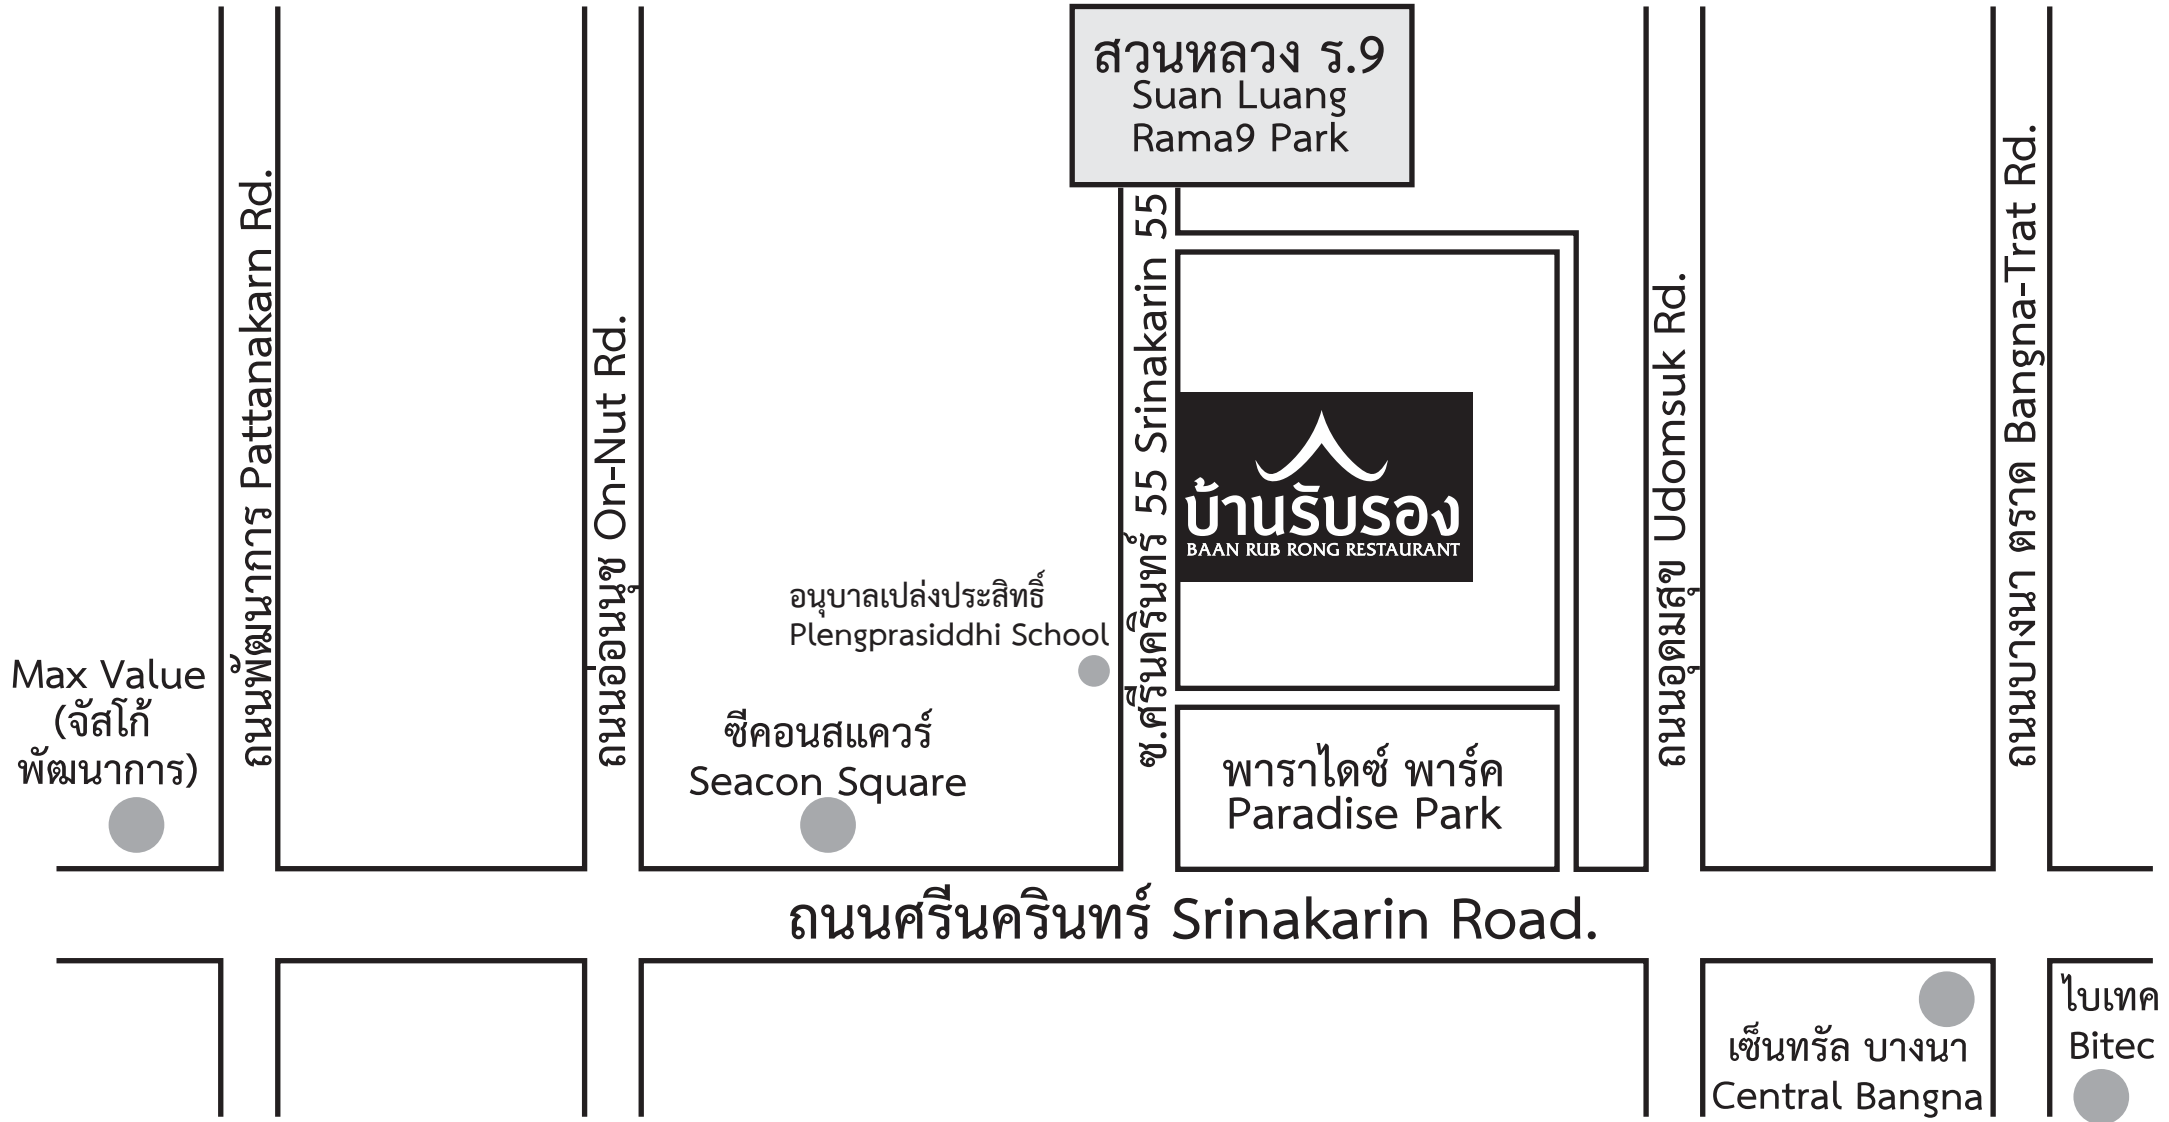 สวนหลวง ร.9
Suan Luang
Rama9 Park
ถนนพัฒนาการ Pattanakarn Rd.
ถนนอ่อนนุช On-Nut Rd.
ซ.ศรีนครินทร์ 55 Srinakarin 55
ถนนอุดมสุข Udomsuk Rd.
ถนนบางนา ตราด Bangna-Trat Rd.
บ้านรับรอง
BAAN RUB RONG RESTAURANT
อนุบาลเปล่งประสิทธิ์
Plengprasiddhi School
Max Value
(จัสโก้
พัฒนาการ)
ซีคอนสแควร์
Seacon Square
พาราไดซ์ พาร์ค
Paradise Park
ถนนศรีนครินทร์ Srinakarin Road.
เซ็นทรัล บางนา
Central Bangna
ไบเทค
Bitec